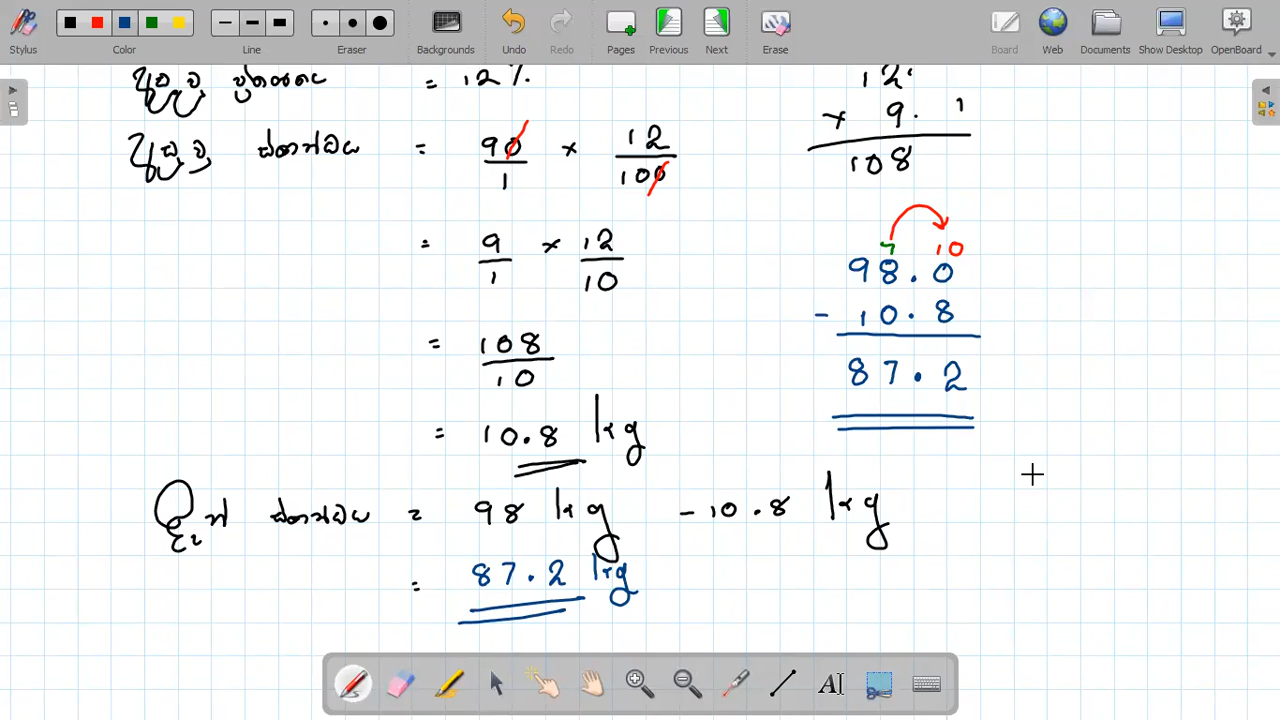 Stylus Color Line Eraser Backgrounds Undo Redo Pages Previous Next Erase Board Web Documents Show Desktop OpenBoard
= 12%
= 90/1 × 12/100
= 9/1 × 12/10
= 108/10
= 10.8 kg
= 98 kg - 10.8 kg
= 87.2 kg
12
× 9.1
108
7 10
98.0
- 10.8
87.2